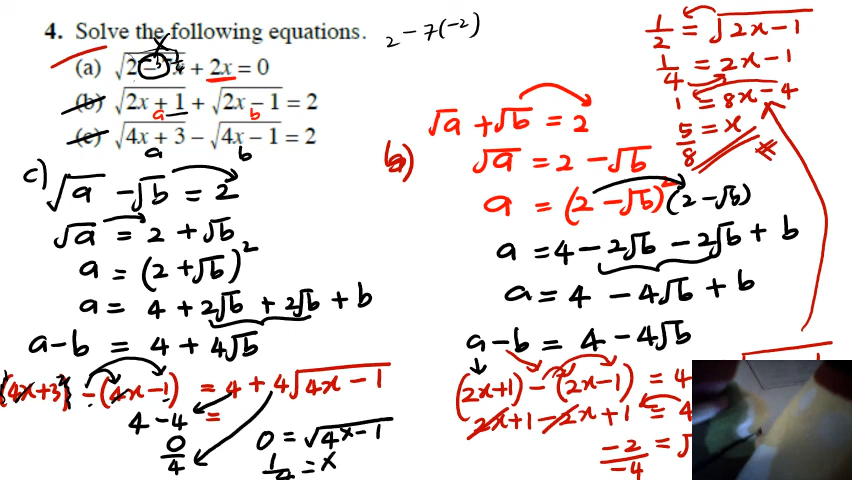 4. Solve the following equations.
2 - 7(-2)
(a) √2 x + 2x = 0
(b) √2x + 1 + √2x - 1 = 2
a b
(c) √4x + 3 - √4x - 1 = 2
a b
c) √a - √b = 2
√a = 2 + √b
a = (2 + √b)²
a = 4 + 2√b + 2√b + b
a - b = 4 + 4√b
(4x+3) - (4x - 1) = 4 + 4√4x - 1
4 - 4 =
0/4
0 = √4x - 1
1/4 = x
b)
√a + √b = 2
√a = 2 - √b
a = (2 - √b)² (2 - √b)
a = 4 - 2√b - 2√b + b
a = 4 - 4√b + b
a - b = 4 - 4√b
(2x+1) - (2x - 1) = 4
2x+1 - 2x + 1 = 4
-2/-4 = √
1/2 = √2x - 1
1/4 = 2x - 1
1 = 8x - 4
5/8 = x